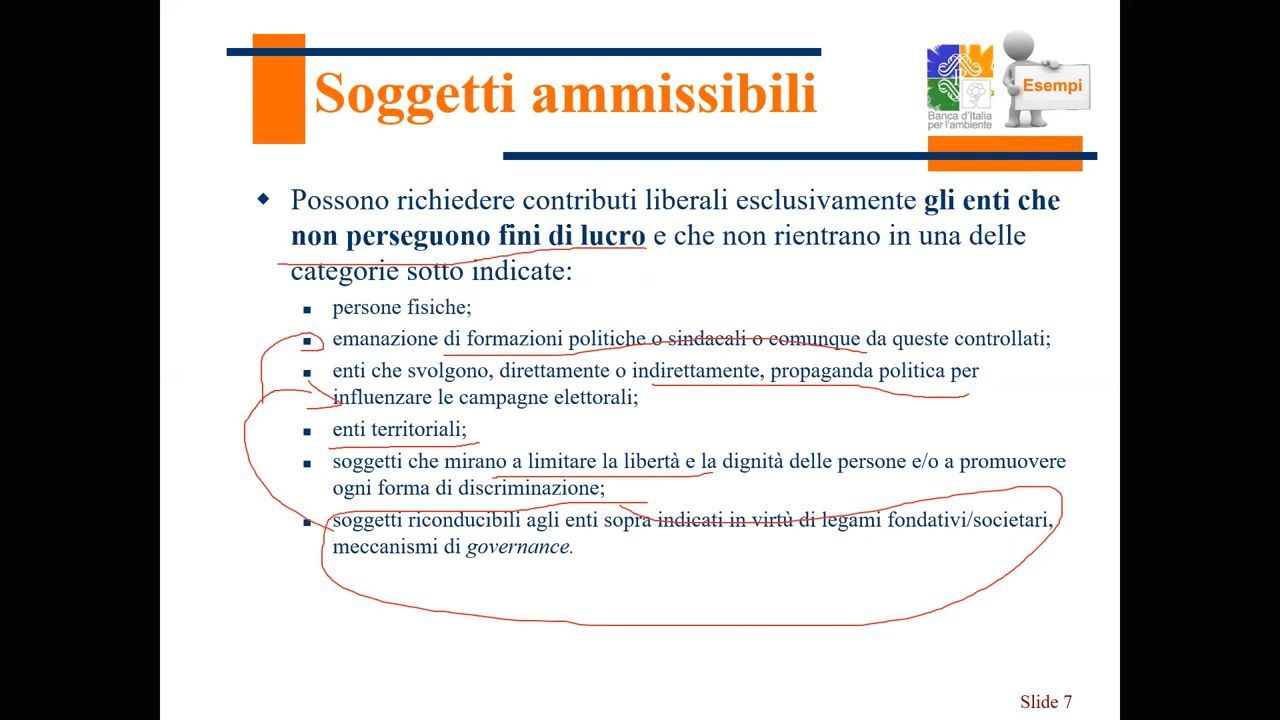 Soggetti ammissibili
Banca d'Italia
per l'ambiente
Esempi
Possono richiedere contributi liberali esclusivamente gli enti che
non perseguono fini di lucro e che non rientrano in una delle
categorie sotto indicate:
persone fisiche;
emanazione di formazioni politiche o sindacali o comunque da queste controllati;
enti che svolgono, direttamente o indirettamente, propaganda politica per
influenzare le campagne elettorali;
enti territoriali;
soggetti che mirano a limitare la libertà e la dignità delle persone e/o a promuovere
ogni forma di discriminazione;
soggetti riconducibili agli enti sopra indicati in virtù di legami fondativi/societari,
meccanismi di governance.
Slide 7